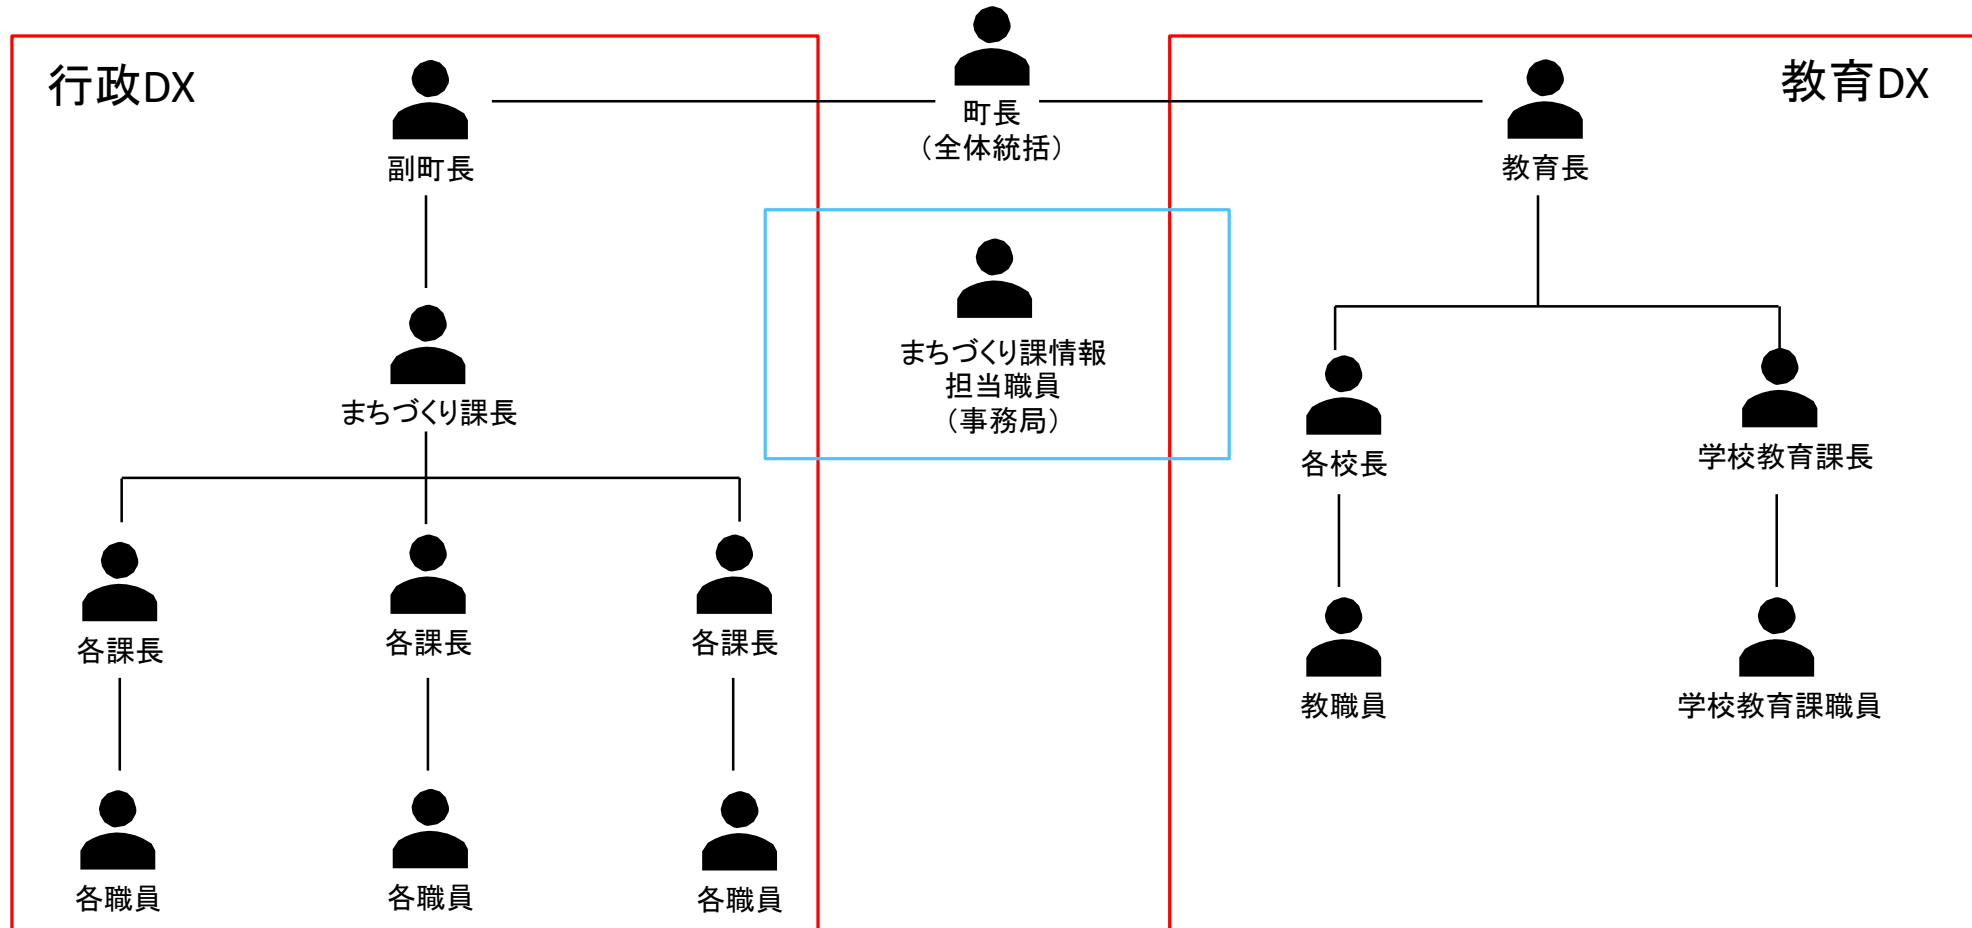 行政DX
教育DX
町長
（全体統括）
副町長
教育長
まちづくり課情報
担当職員
（事務局）
まちづくり課長
各校長
学校教育課長
各課長
各課長
各課長
教職員
学校教育課職員
各職員
各職員
各職員